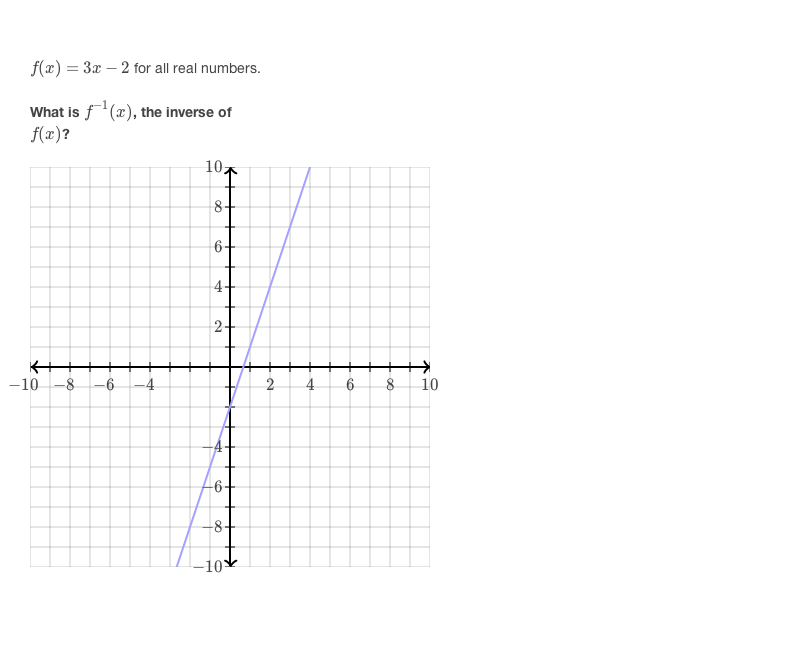 f(x) = 3x − 2 for all real numbers.
What is f⁻¹(x), the inverse of
f(x)?
10
8
6
4
2
−10 −8 −6 −4 2 4 6 8 10
−4
−6
−8
−10